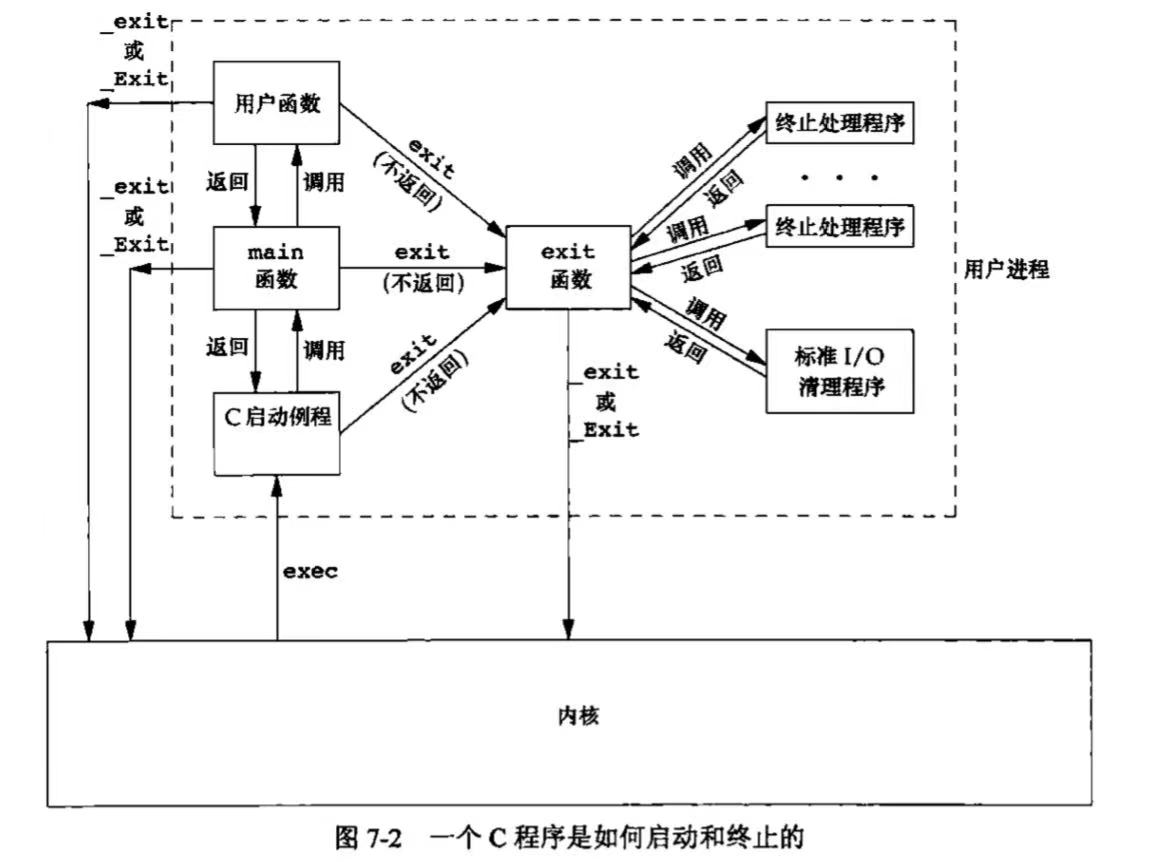 _exit
或
_Exit
用户函数
exit
(不返回)
调用
返回
终止处理程序
· · ·
返回
调用
_exit
或
_Exit
main
函数
exit
(不返回)
exit
函数
调用
返回
终止处理程序
用户进程
返回
调用
exit
(不返回)
调用
返回
标准 I/O
清理程序
C 启动例程
_exit
或
_Exit
exec
内核
图 7-2 一个 C 程序是如何启动和终止的